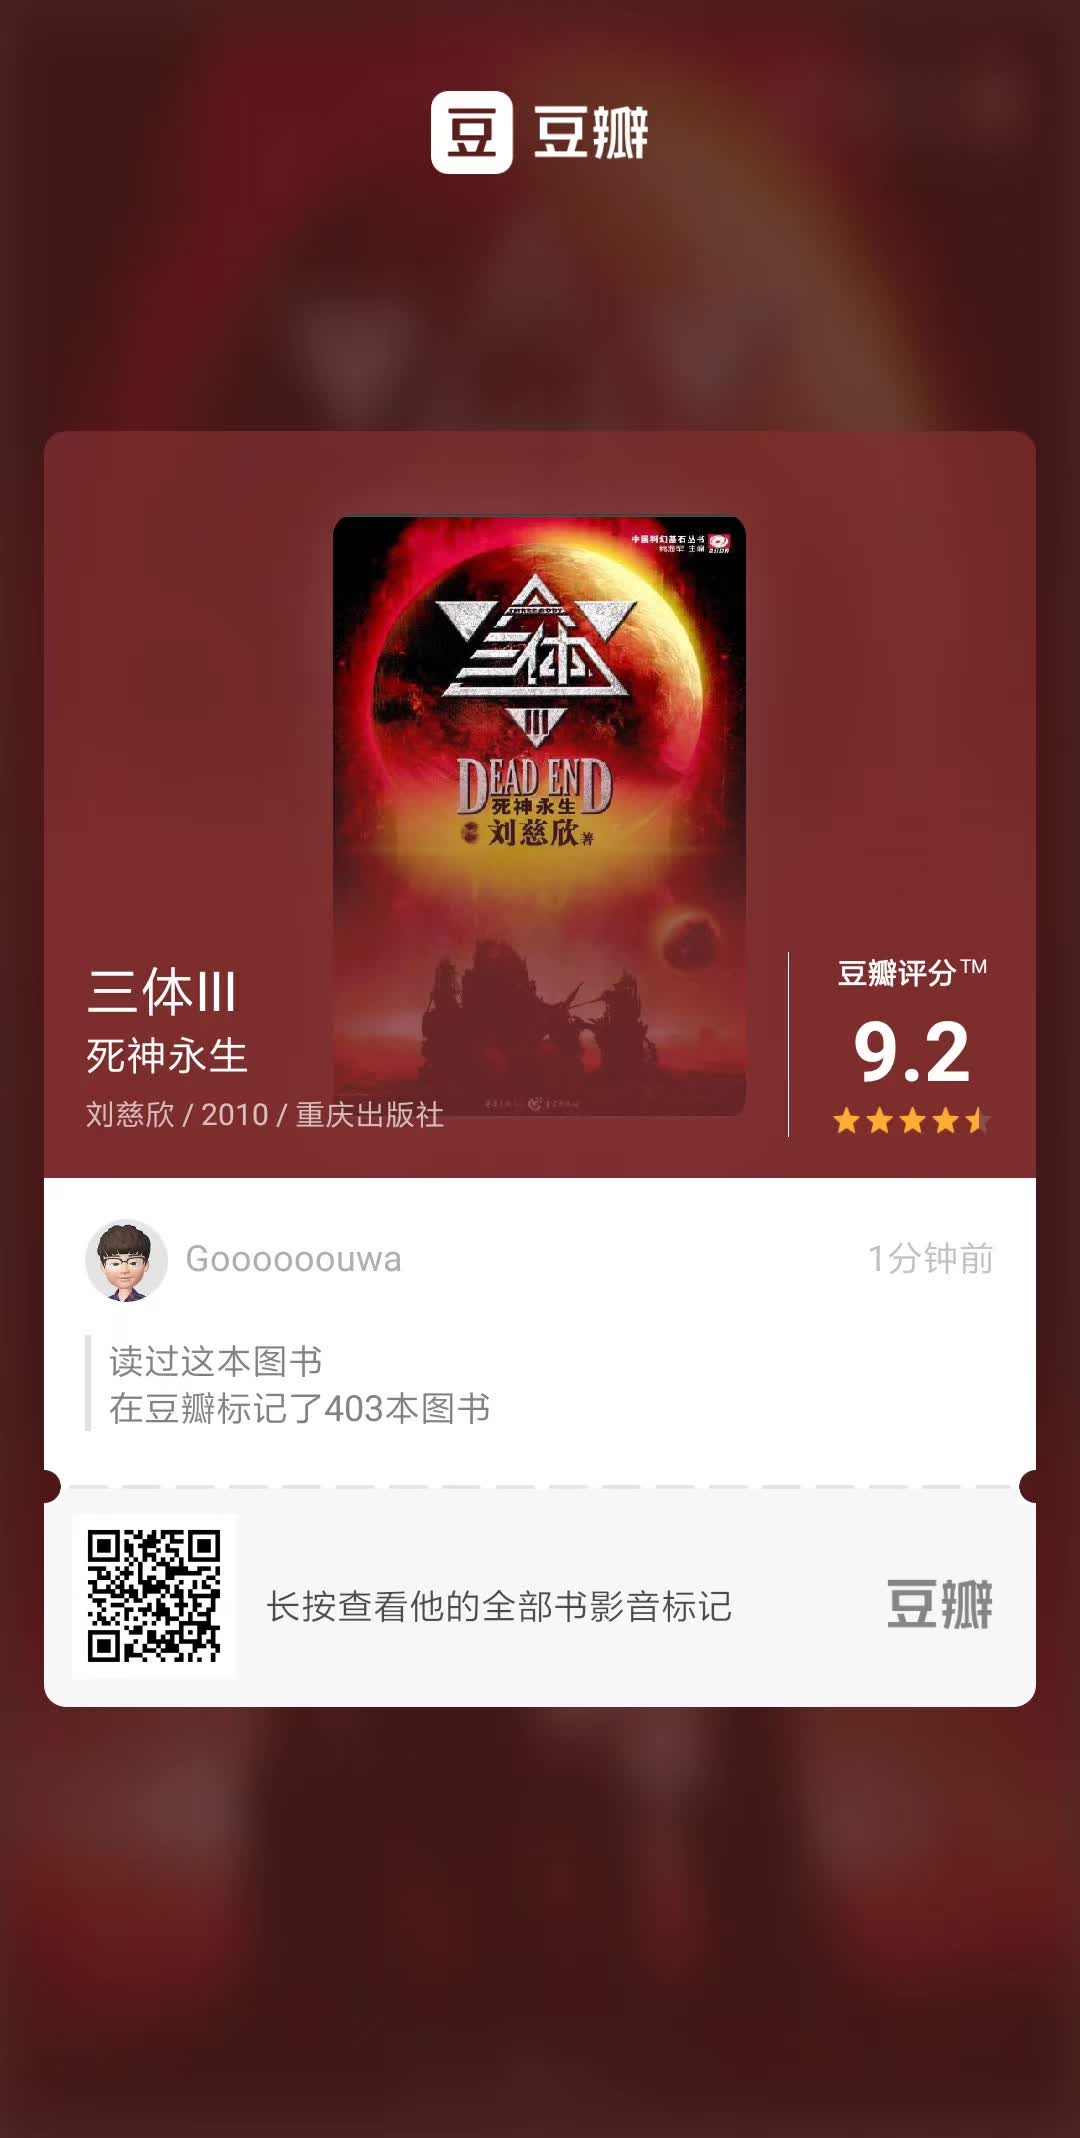 豆 豆瓣
中国科幻基石丛书
姚海军 主编
三体
III
DEAD END
死神永生
刘慈欣 著
三体III
死神永生
刘慈欣 / 2010 / 重庆出版社
豆瓣评分™
9.2
Goooooouwa
1分钟前
读过这本图书
在豆瓣标记了403本图书
长按查看他的全部书影音标记
豆瓣